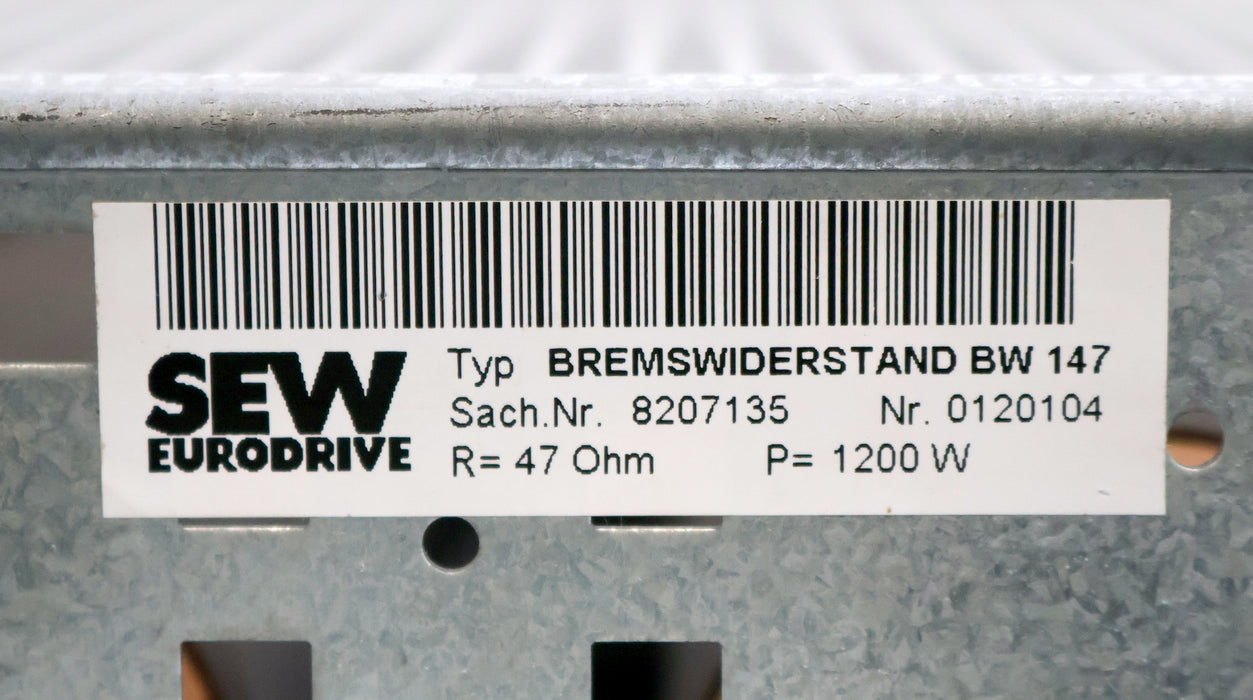 SEW
EURODRIVE
Typ BREMSWIDERSTAND BW 147
Sach.Nr. 8207135 Nr. 0120104
R= 47 Ohm P= 1200 W